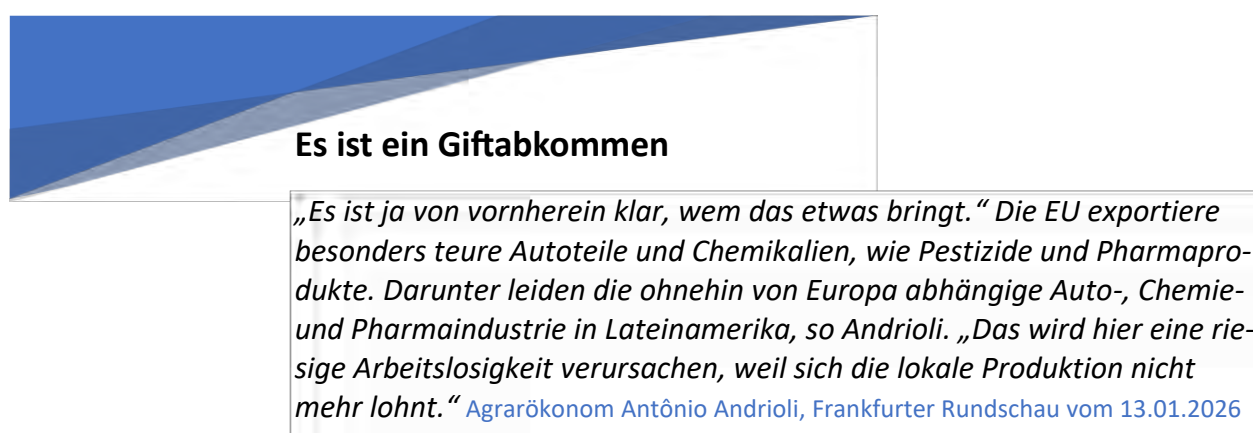 Es ist ein Giftabkommen
„Es ist ja von vornherein klar, wem das etwas bringt.“ Die EU exportiere
besonders teure Autoteile und Chemikalien, wie Pestizide und Pharmapro-
dukte. Darunter leiden die ohnehin von Europa abhängige Auto-, Chemie-
und Pharmaindustrie in Lateinamerika, so Andrioli. „Das wird hier eine rie-
sige Arbeitslosigkeit verursachen, weil sich die lokale Produktion nicht
mehr lohnt.“ Agrarökonom Antônio Andrioli, Frankfurter Rundschau vom 13.01.2026